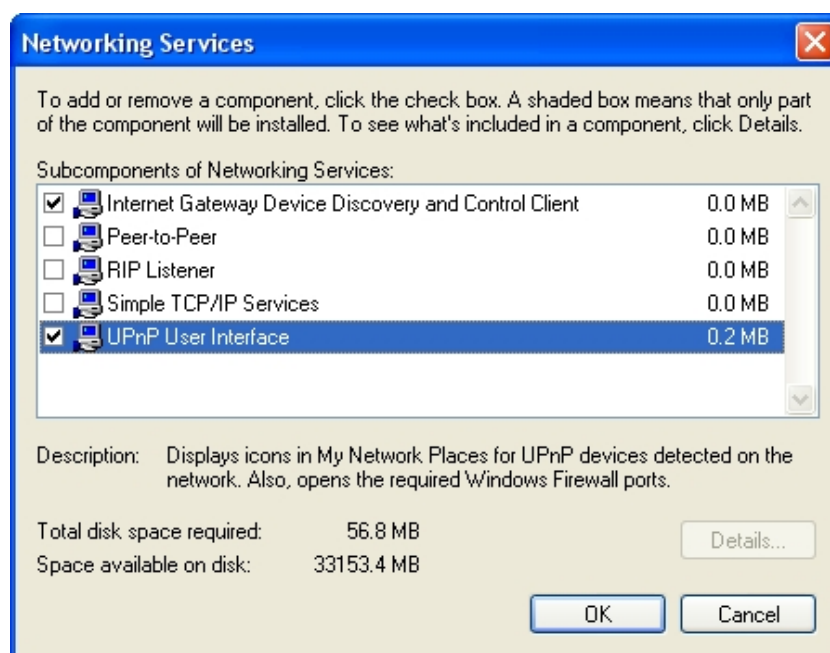 Networking Services
To add or remove a component, click the check box. A shaded box means that only part
of the component will be installed. To see what's included in a component, click Details.
Subcomponents of Networking Services:
Internet Gateway Device Discovery and Control Client 0.0 MB
Peer-to-Peer 0.0 MB
RIP Listener 0.0 MB
Simple TCP/IP Services 0.0 MB
UPnP User Interface 0.2 MB
Description: Displays icons in My Network Places for UPnP devices detected on the
network. Also, opens the required Windows Firewall ports.
Total disk space required: 56.8 MB
Details...
Space available on disk: 33153.4 MB
OK Cancel